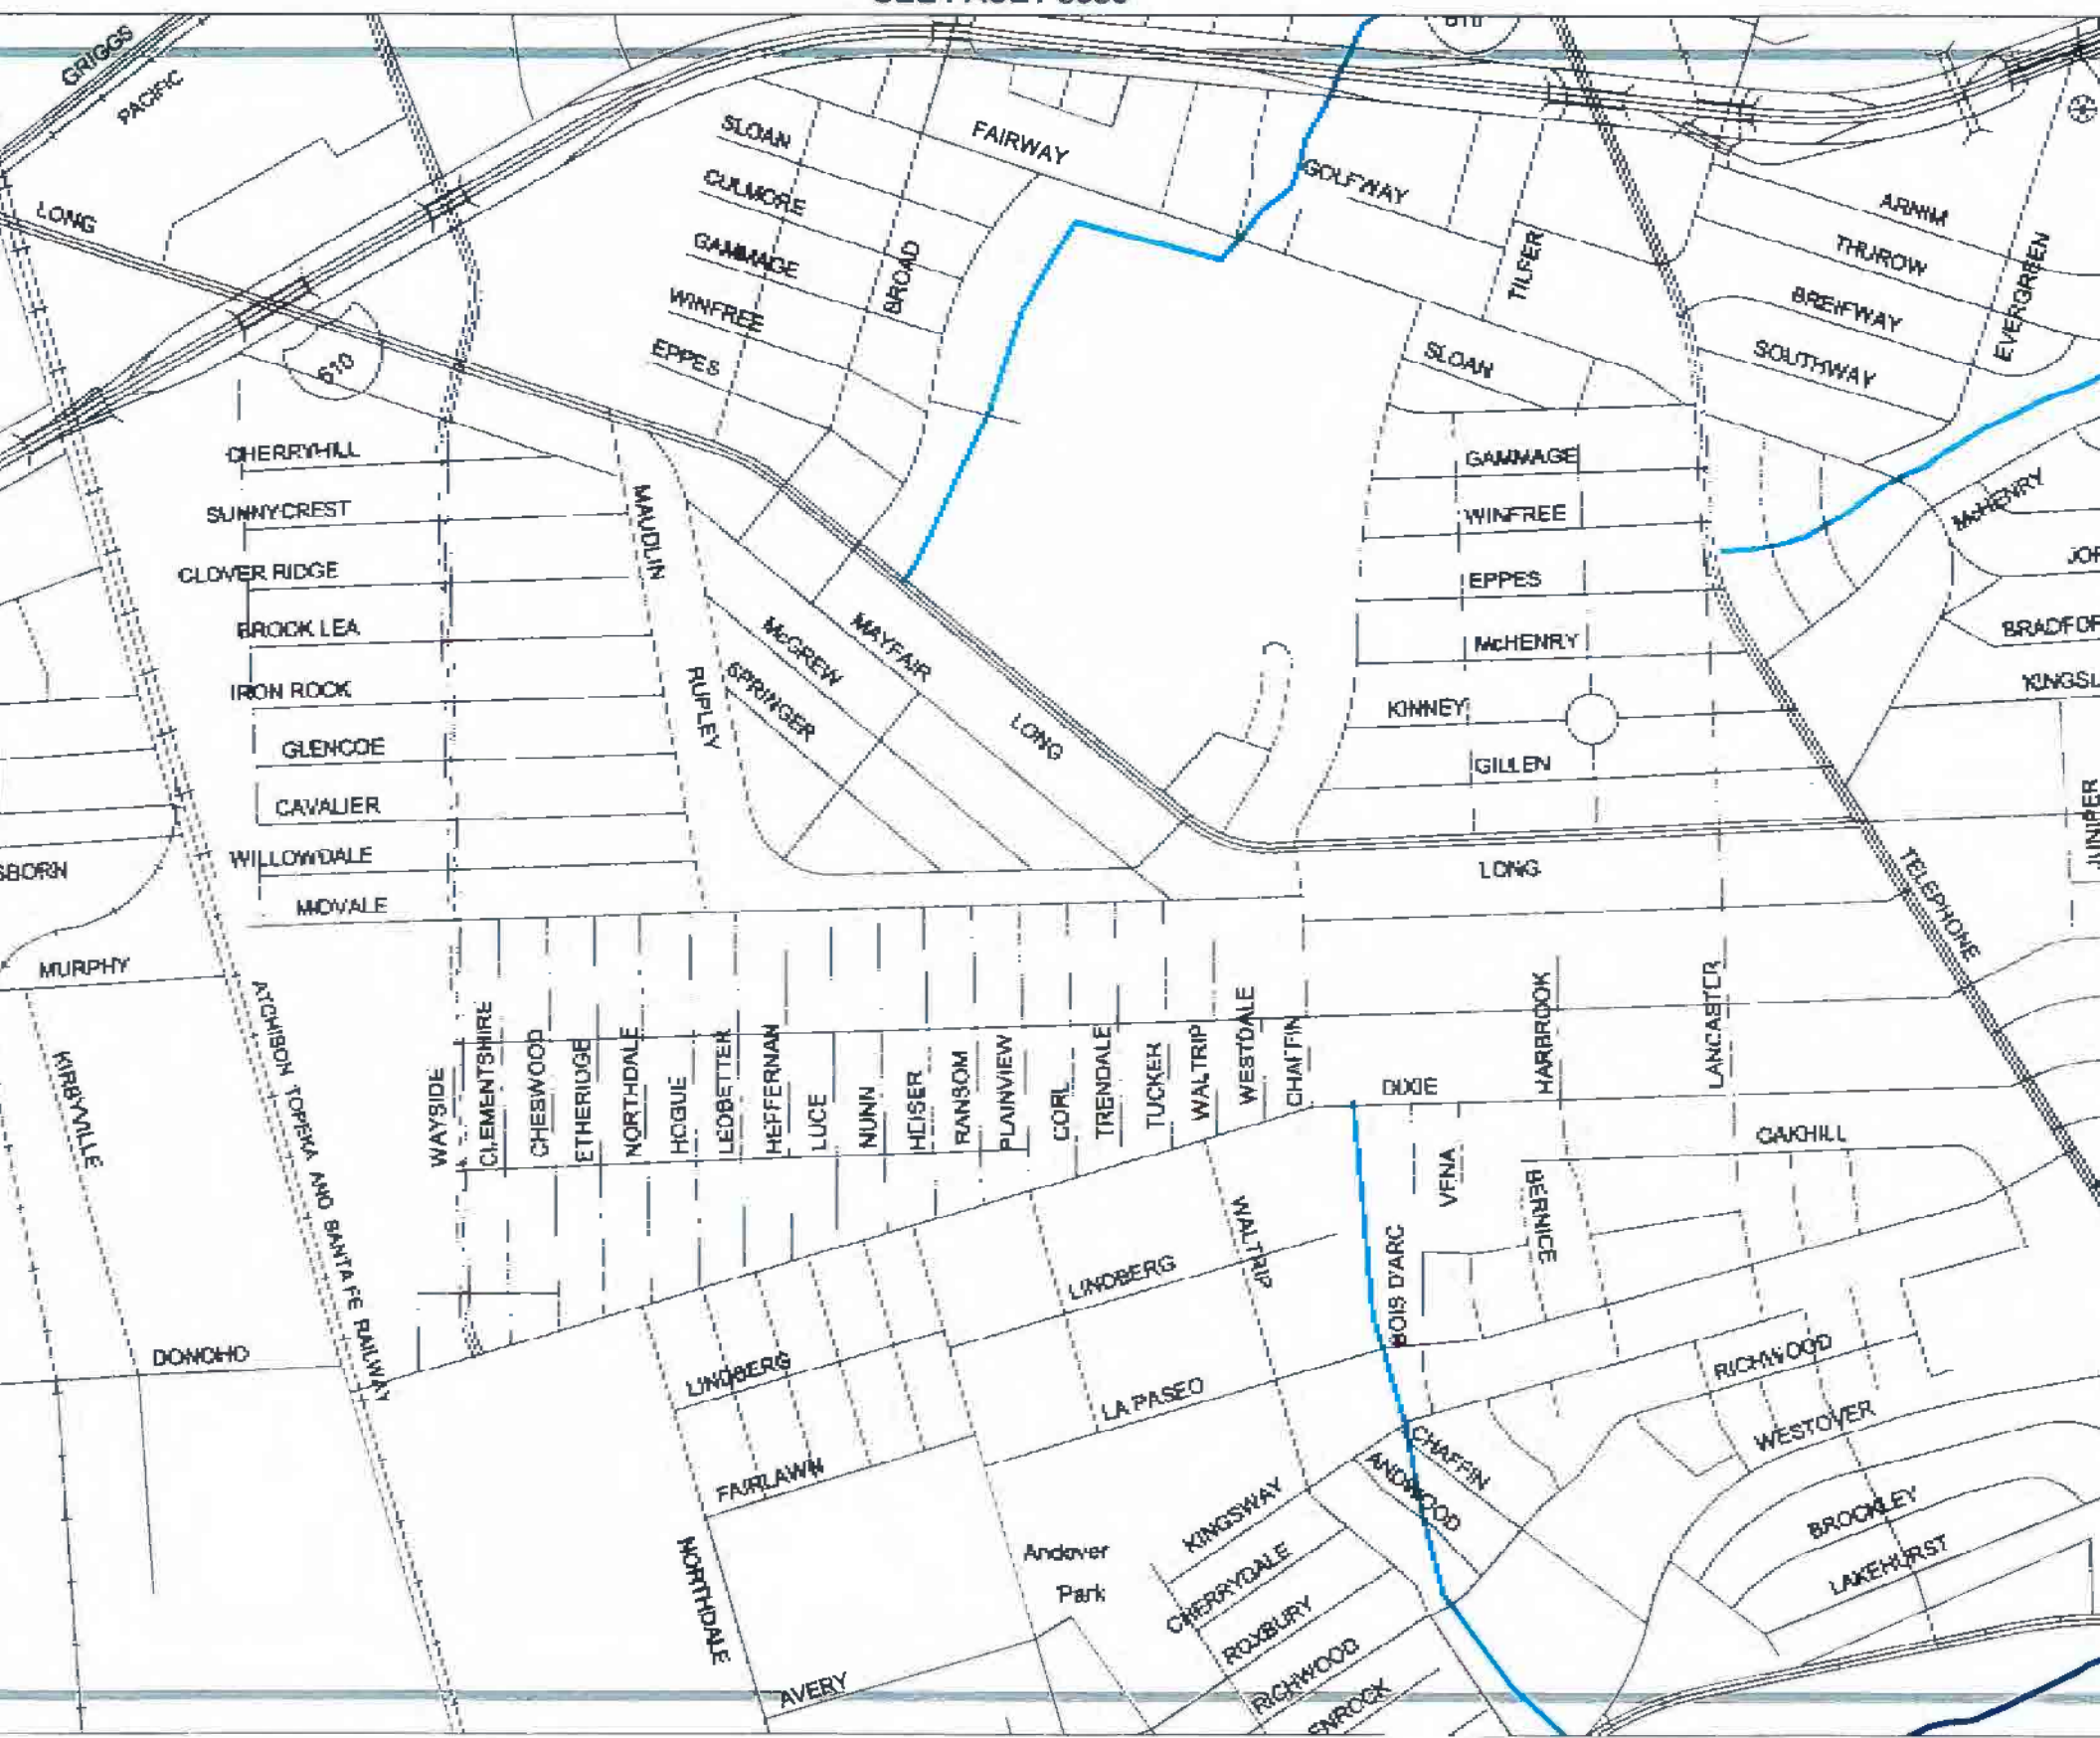 GRIGGS
PACIFIC
LONG
610
610
SLOAN
CULMORE
GAMMAGE
WINFREE
EPPES
BROAD
FAIRWAY
GOLFWAY
TILFER
SLOAN
ARNIM
THUROW
BREIFWAY
SOUTHWAY
EVERGREEN
CHERRYHILL
SUNNYCREST
CLOVER RIDGE
BROOK LEA
IRON ROCK
GLENCOE
CAVALIER
WILLOWDALE
MIDVALE
MAUDLIN
RUPLEY
McGREW
SPRINGER
MAYFAIR
LONG
GAMMAGE
WINFREE
EPPES
McHENRY
KINNEY
GILLEN
LONG
McHENRY
JOR
BRADFOR
KINGSL
JUNIPER
TELEPHONE
SBORN
MURPHY
KIRBYVILLE
ATCHISON TOPEKA AND SANTA FE RAILWAY
DONOHO
WAYSIDE
CLEMENTSHIRE
CHESWOOD
ETHERIDGE
NORTHDALE
HOGUE
LEDBETTER
HEFFERNAN
LUCE
NUNN
HEISER
RANSOM
PLAINVIEW
CORL
TRENDALE
TUCKER
WALTRIP
WESTDALE
CHAFFIN
DIXIE
HARBROOK
LANCASTER
OAKHILL
VENA
BERNICE
BOIS D'ARC
WALTRIP
LINDBERG
LINDBERG
LA PASEO
FAIRLAWN
NORTHDALE
AVERY
Andover
Park
KINGSWAY
CHERRYDALE
ROXBURY
RICHWOOD
ENROCK
CHAFFIN
ANDWOOD
RICHWOOD
WESTOVER
BROCKLEY
LAKEHURST